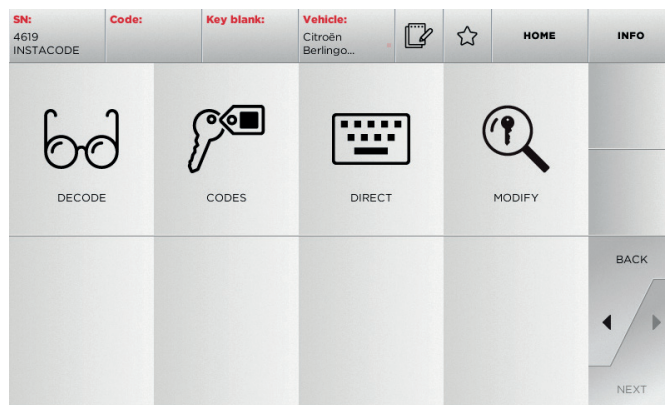 SN:
4619
INSTACODE
Code:
Key blank:
Vehicle:
Citroën
Berlingo...
HOME
INFO
DECODE
CODES
DIRECT
MODIFY
BACK
NEXT